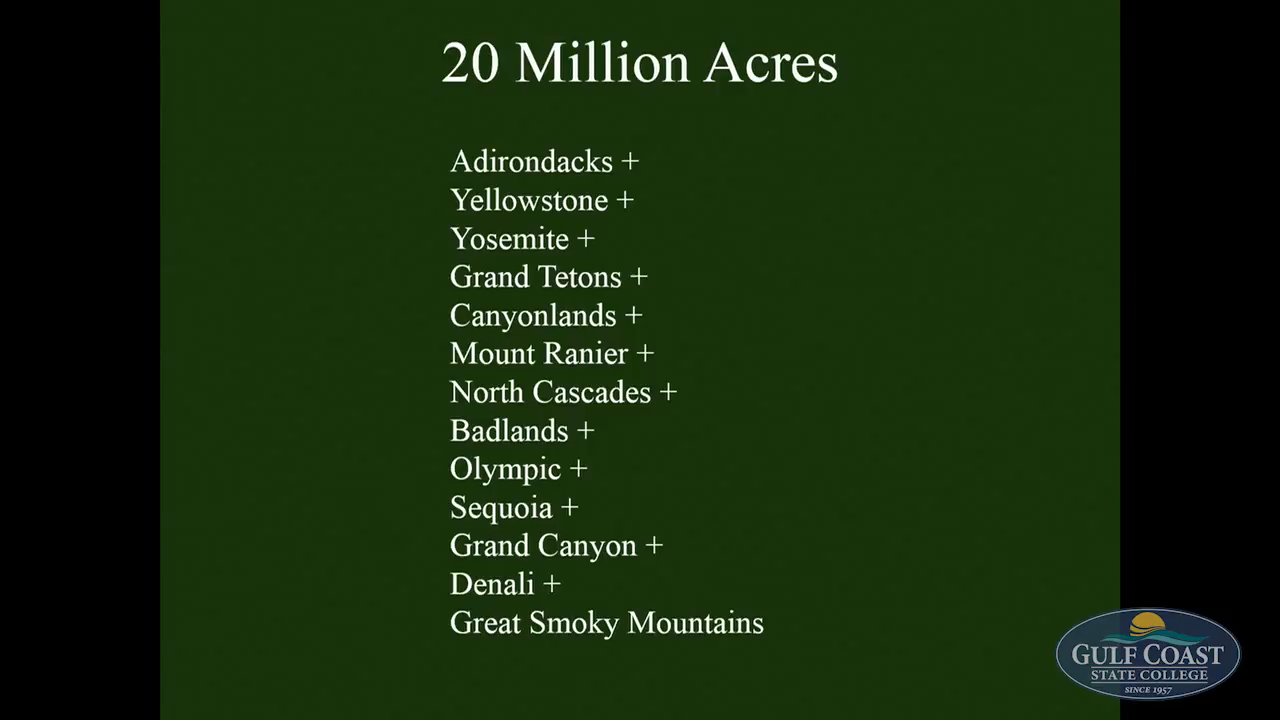 20 Million Acres
Adirondacks +
Yellowstone +
Yosemite +
Grand Tetons +
Canyonlands +
Mount Ranier +
North Cascades +
Badlands +
Olympic +
Sequoia +
Grand Canyon +
Denali +
Great Smoky Mountains
GULF COAST
STATE COLLEGE
SINCE 1957